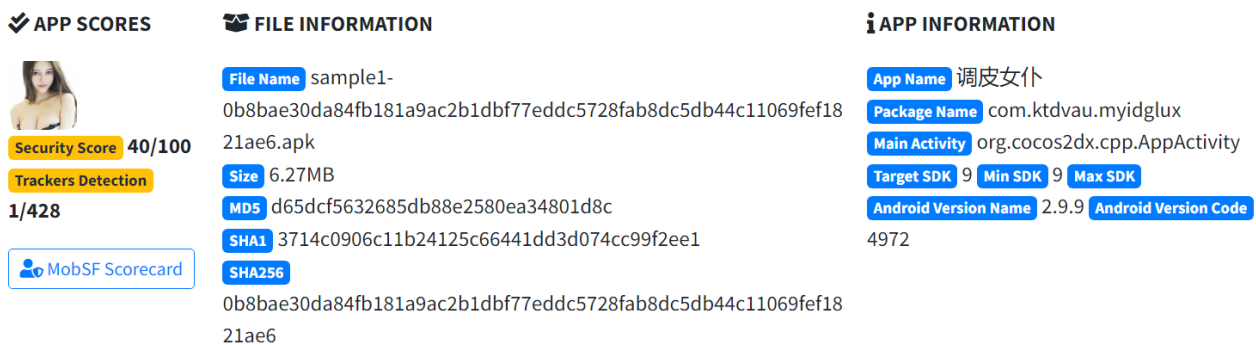 APP SCORES
Security Score 40/100
Trackers Detection
1/428
MobSF Scorecard
FILE INFORMATION
File Name sample1-
0b8bae30da84fb181a9ac2b1dbf77eddc5728fab8dc5db44c11069fef18
21ae6.apk
Size 6.27MB
MD5 d65dcf5632685db88e2580ea34801d8c
SHA1 3714c0906c11b24125c66441dd3d074cc99f2ee1
SHA256
0b8bae30da84fb181a9ac2b1dbf77eddc5728fab8dc5db44c11069fef18
21ae6
APP INFORMATION
App Name 调皮女仆
Package Name com.ktdvau.myidglux
Main Activity org.cocos2dx.cpp.AppActivity
Target SDK 9 Min SDK 9 Max SDK
Android Version Name 2.9.9 Android Version Code
4972